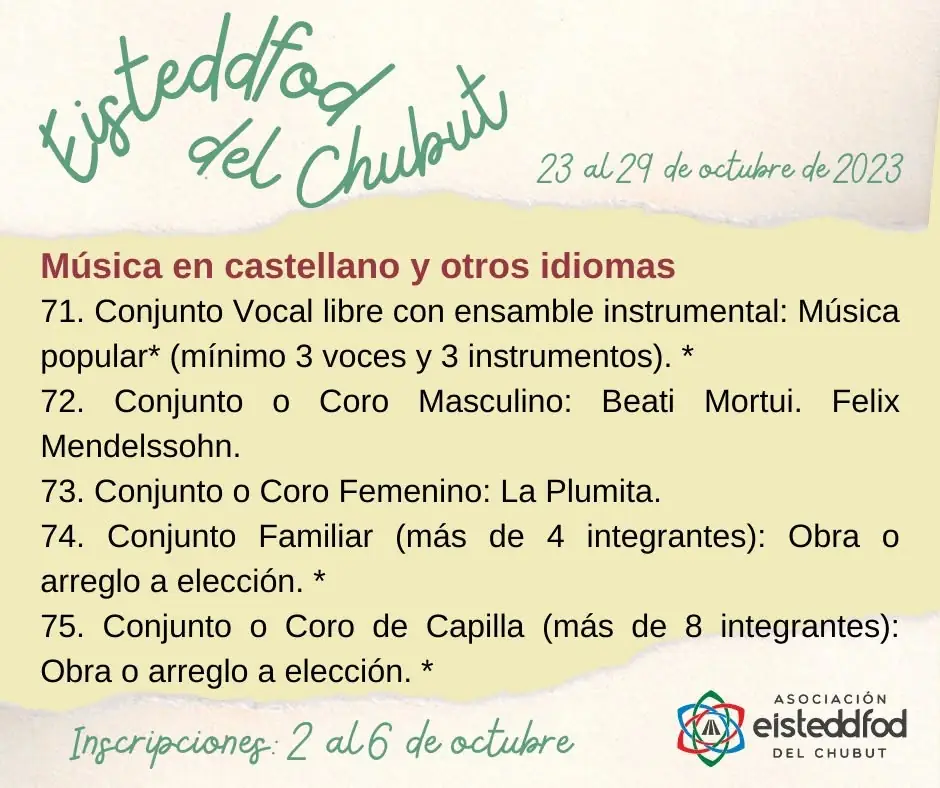 Eisteddfod
del Chubut
23 al 29 de octubre de 2023
Música en castellano y otros idiomas
71. Conjunto Vocal libre con ensamble instrumental: Música
popular* (mínimo 3 voces y 3 instrumentos). *
72. Conjunto o Coro Masculino: Beati Mortui. Felix
Mendelssohn.
73. Conjunto o Coro Femenino: La Plumita.
74. Conjunto Familiar (más de 4 integrantes): Obra o
arreglo a elección. *
75. Conjunto o Coro de Capilla (más de 8 integrantes):
Obra o arreglo a elección. *
Inscripciones: 2 al 6 de octubre
ASOCIACIÓN
eisteddfod
DEL CHUBUT